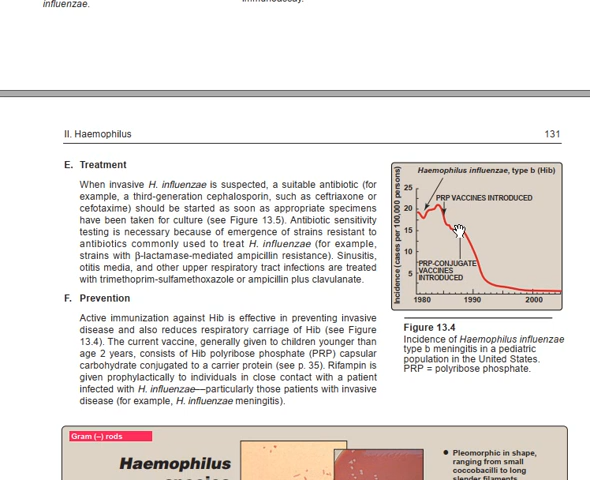 influenzae.
immunoassay.
II. Haemophilus
131
E. Treatment
When invasive H. influenzae is suspected, a suitable antibiotic (for
example, a third-generation cephalosporin, such as ceftriaxone or
cefotaxime) should be started as soon as appropriate specimens
have been taken for culture (see Figure 13.5). Antibiotic sensitivity
testing is necessary because of emergence of strains resistant to
antibiotics commonly used to treat H. influenzae (for example,
strains with β-lactamase-mediated ampicillin resistance). Sinusitis,
otitis media, and other upper respiratory tract infections are treated
with trimethoprim-sulfamethoxazole or ampicillin plus clavulanate.
F. Prevention
Active immunization against Hib is effective in preventing invasive
disease and also reduces respiratory carriage of Hib (see Figure
13.4). The current vaccine, generally given to children younger than
age 2 years, consists of Hib polyribose phosphate (PRP) capsular
carbohydrate conjugated to a carrier protein (see p. 35). Rifampin is
given prophylactically to individuals in close contact with a patient
infected with H. influenzae—particularly those patients with invasive
disease (for example, H. influenzae meningitis).
Haemophilus influenzae, type b (Hib)
Incidence (cases per 100,000 persons)
25
20
15
10
5
PRP VACCINES INTRODUCED
PRP-CONJUGATE
VACCINES
INTRODUCED
1980 1990 2000
Figure 13.4
Incidence of Haemophilus influenzae
type b meningitis in a pediatric
population in the United States.
PRP = polyribose phosphate.
Gram (–) rods
Haemophilus
species
• Pleomorphic in shape,
ranging from small
coccobacilli to long
slender filaments